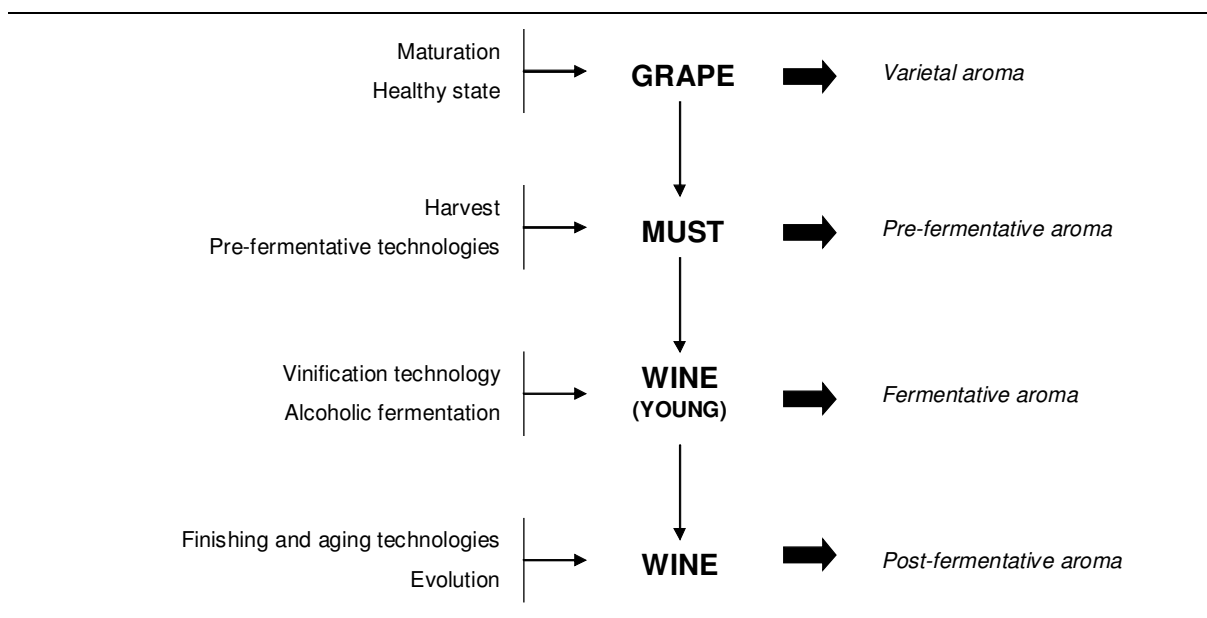 Maturation
Healthy state
GRAPE
Varietal aroma
Harvest
Pre-fermentative technologies
MUST
Pre-fermentative aroma
Vinification technology
Alcoholic fermentation
WINE
(YOUNG)
Fermentative aroma
Finishing and aging technologies
Evolution
WINE
Post-fermentative aroma